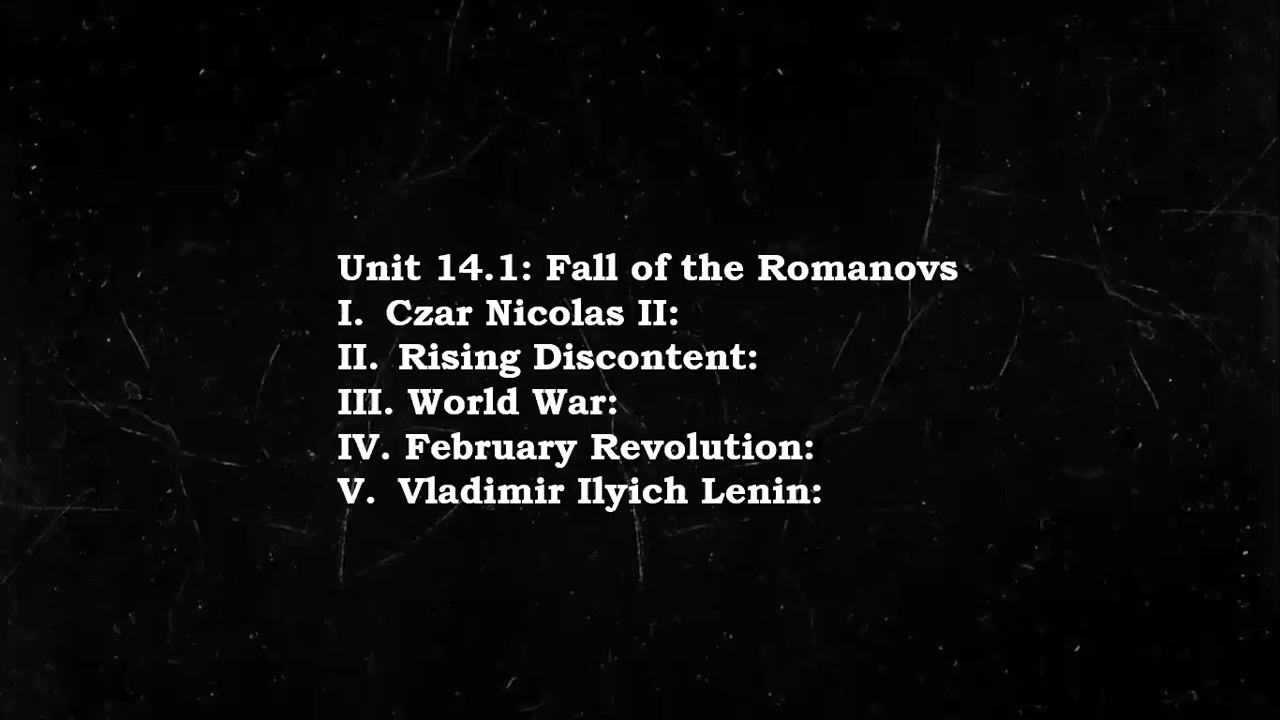 Unit 14.1: Fall of the Romanovs
I. Czar Nicolas II:
II. Rising Discontent:
III. World War:
IV. February Revolution:
V. Vladimir Ilyich Lenin: